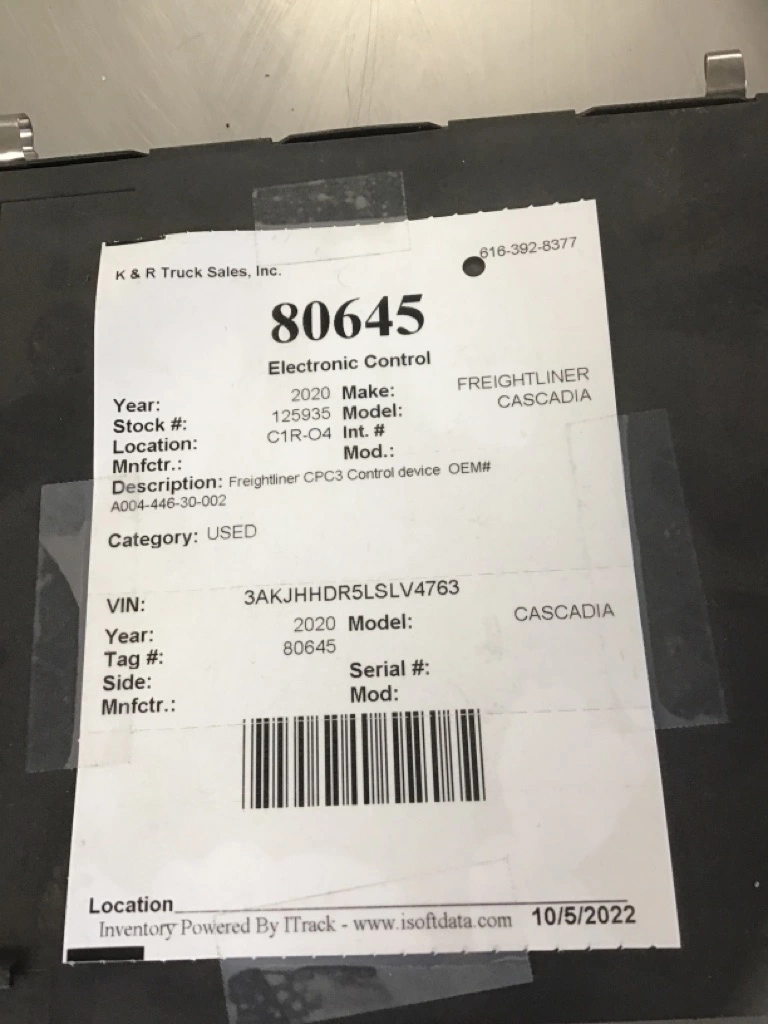 K & R Truck Sales, Inc. 616-392-8377
80645
Electronic Control
Year: 2020 Make: FREIGHTLINER
Stock #: 125935 Model: CASCADIA
Location: C1R-O4 Int. #
Mnfctr.: Mod.:
Description: Freightliner CPC3 Control device OEM#
A004-446-30-002
Category: USED
VIN: 3AKJHHDR5LSLV4763
Year: 2020 Model: CASCADIA
Tag #: 80645
Side: Serial #:
Mnfctr.: Mod:
Location
Inventory Powered By ITrack - www.isoftdata.com 10/5/2022